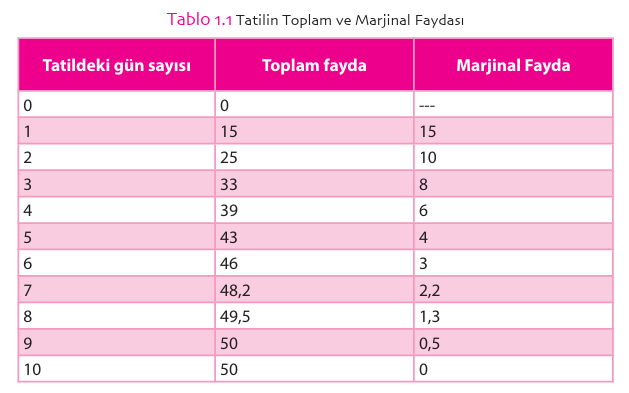 Tablo 1.1 Tatilin Toplam ve Marjinal Faydası
Tatildeki gün sayısı Toplam fayda Marjinal Fayda
0 0 ---
1 15 15
2 25 10
3 33 8
4 39 6
5 43 4
6 46 3
7 48,2 2,2
8 49,5 1,3
9 50 0,5
10 50 0